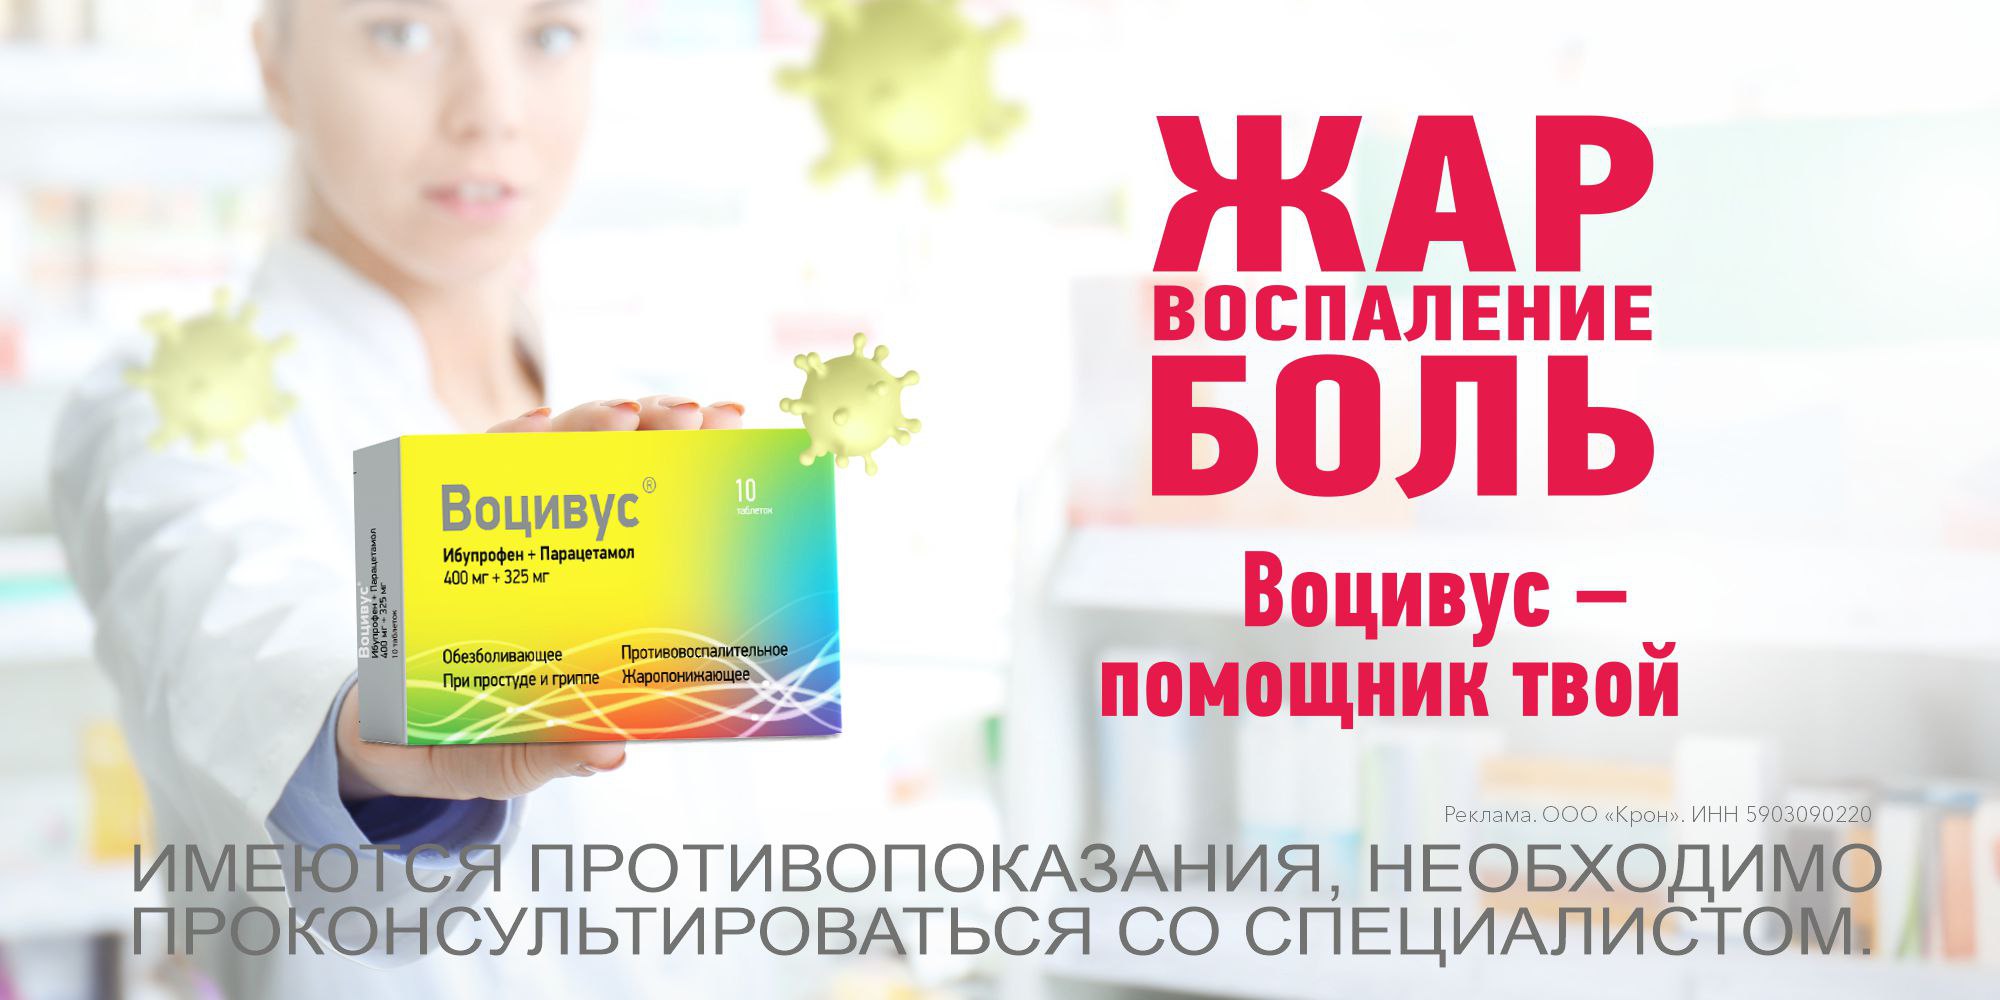 ЖАР
ВОСПАЛЕНИЕ
БОЛЬ
Воцивус –
помощник твой
Воцивус®
10
таблеток
Ибупрофен + Парацетамол
400 мг + 325 мг
Обезболивающее
При простуде и гриппе
Противовоспалительное
Жаропонижающее
Воцивус®
Ибупрофен + Парацетамол
400 мг + 325 мг
10 таблеток
Реклама. ООО «Крон». ИНН 5903090220
ИМЕЮТСЯ ПРОТИВОПОКАЗАНИЯ, НЕОБХОДИМО
ПРОКОНСУЛЬТИРОВАТЬСЯ СО СПЕЦИАЛИСТОМ.